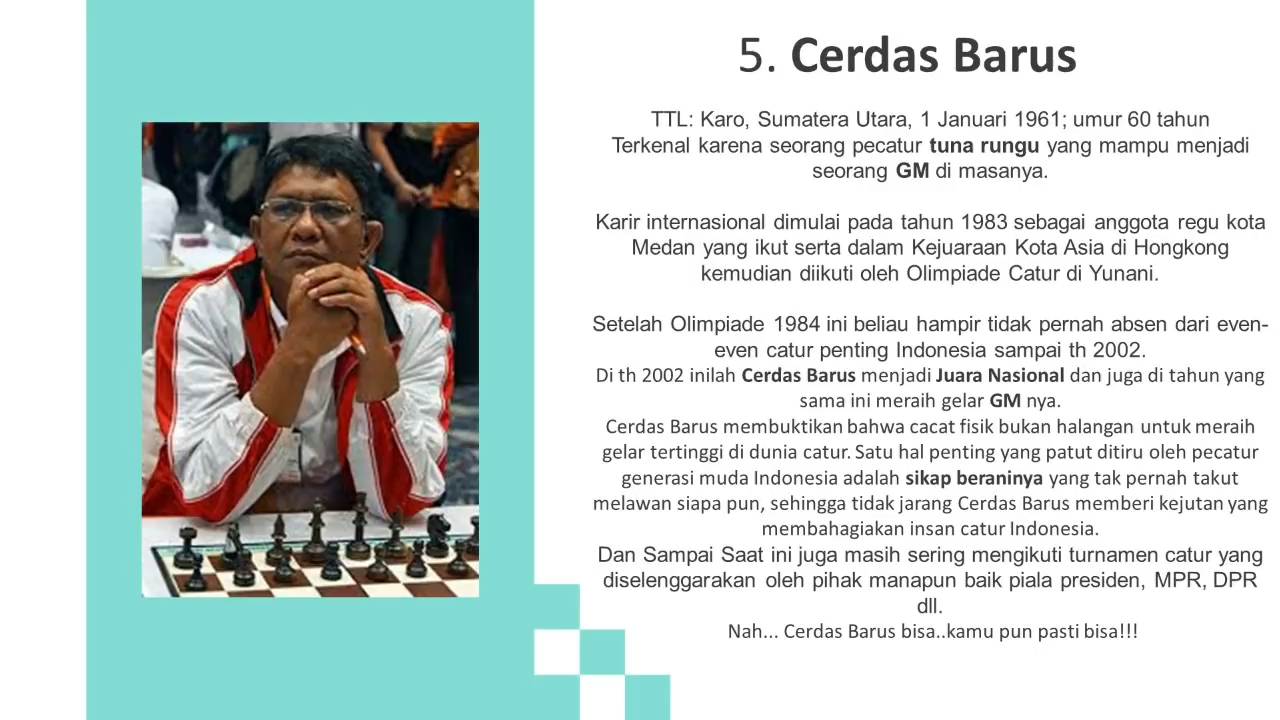 5. Cerdas Barus
TTL: Karo, Sumatera Utara, 1 Januari 1961; umur 60 tahun
Terkenal karena seorang pecatur tuna rungu yang mampu menjadi
seorang GM di masanya.
Karir internasional dimulai pada tahun 1983 sebagai anggota regu kota
Medan yang ikut serta dalam Kejuaraan Kota Asia di Hongkong
kemudian diikuti oleh Olimpiade Catur di Yunani.
Setelah Olimpiade 1984 ini beliau hampir tidak pernah absen dari even-
even catur penting Indonesia sampai th 2002.
Di th 2002 inilah Cerdas Barus menjadi Juara Nasional dan juga di tahun yang
sama ini meraih gelar GM nya.
Cerdas Barus membuktikan bahwa cacat fisik bukan halangan untuk meraih
gelar tertinggi di dunia catur. Satu hal penting yang patut ditiru oleh pecatur
generasi muda Indonesia adalah sikap beraninya yang tak pernah takut
melawan siapa pun, sehingga tidak jarang Cerdas Barus memberi kejutan yang
membahagiakan insan catur Indonesia.
Dan Sampai Saat ini juga masih sering mengikuti turnamen catur yang
diselenggarakan oleh pihak manapun baik piala presiden, MPR, DPR
dll.
Nah... Cerdas Barus bisa..kamu pun pasti bisa!!!